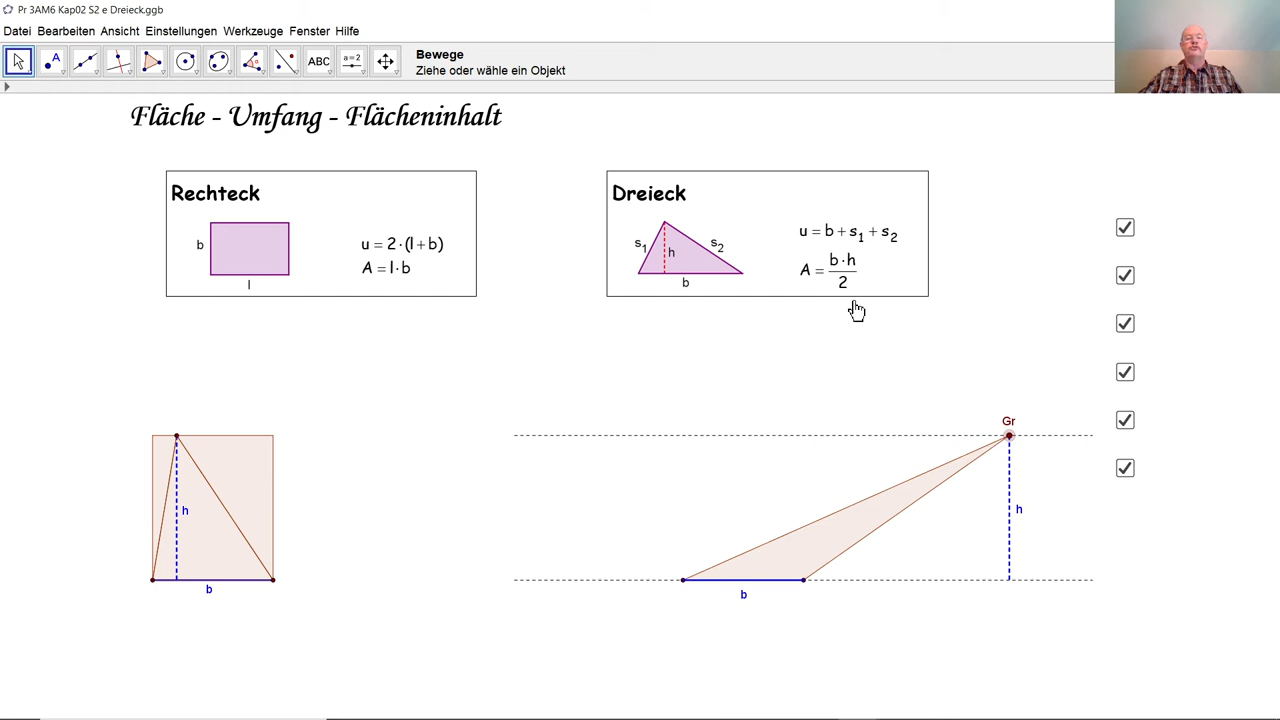 Pr 3AM6 Kap02 S2 e Dreieck.ggb
Datei Bearbeiten Ansicht Einstellungen Werkzeuge Fenster Hilfe
A
α
ABC
a=2
Bewege
Ziehe oder wähle ein Objekt
Fläche - Umfang - Flächeninhalt
Rechteck
b
l
u = 2·(l+b)
A = l·b
Dreieck
s1
s2
h
b
u = b + s1 + s2
A = b·h / 2
h
b
Gr
h
b